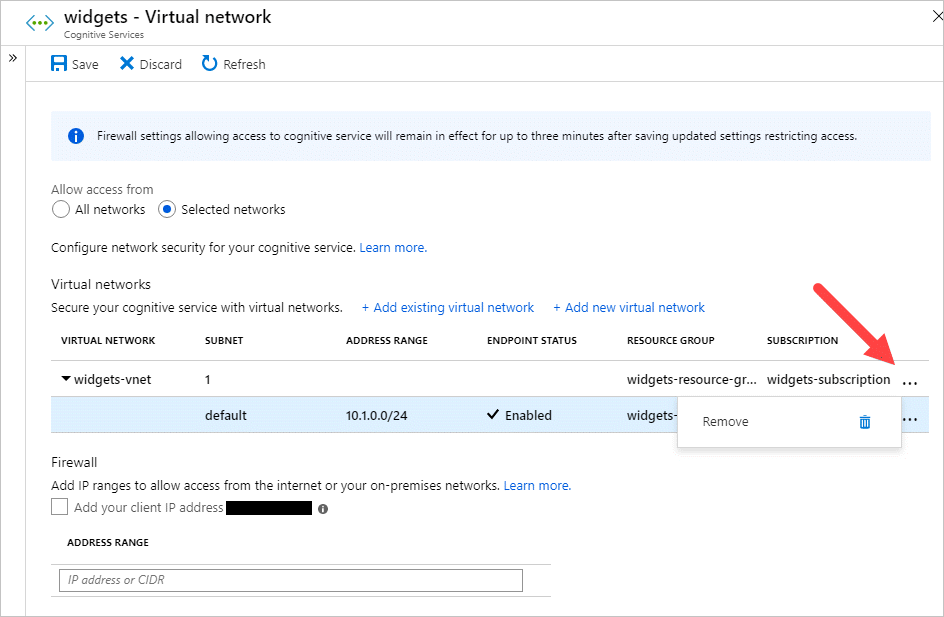 widgets - Virtual network
Cognitive Services
Save Discard Refresh
Firewall settings allowing access to cognitive service will remain in effect for up to three minutes after saving updated settings restricting access.
Allow access from
All networks Selected networks
Configure network security for your cognitive service. Learn more.
Virtual networks
Secure your cognitive service with virtual networks. + Add existing virtual network + Add new virtual network
VIRTUAL NETWORK SUBNET ADDRESS RANGE ENDPOINT STATUS RESOURCE GROUP SUBSCRIPTION
widgets-vnet 1 widgets-resource-gr... widgets-subscription ...
default 10.1.0.0/24 Enabled widgets- ...
Remove
Firewall
Add IP ranges to allow access from the internet or your on-premises networks. Learn more.
Add your client IP address
ADDRESS RANGE
IP address or CIDR